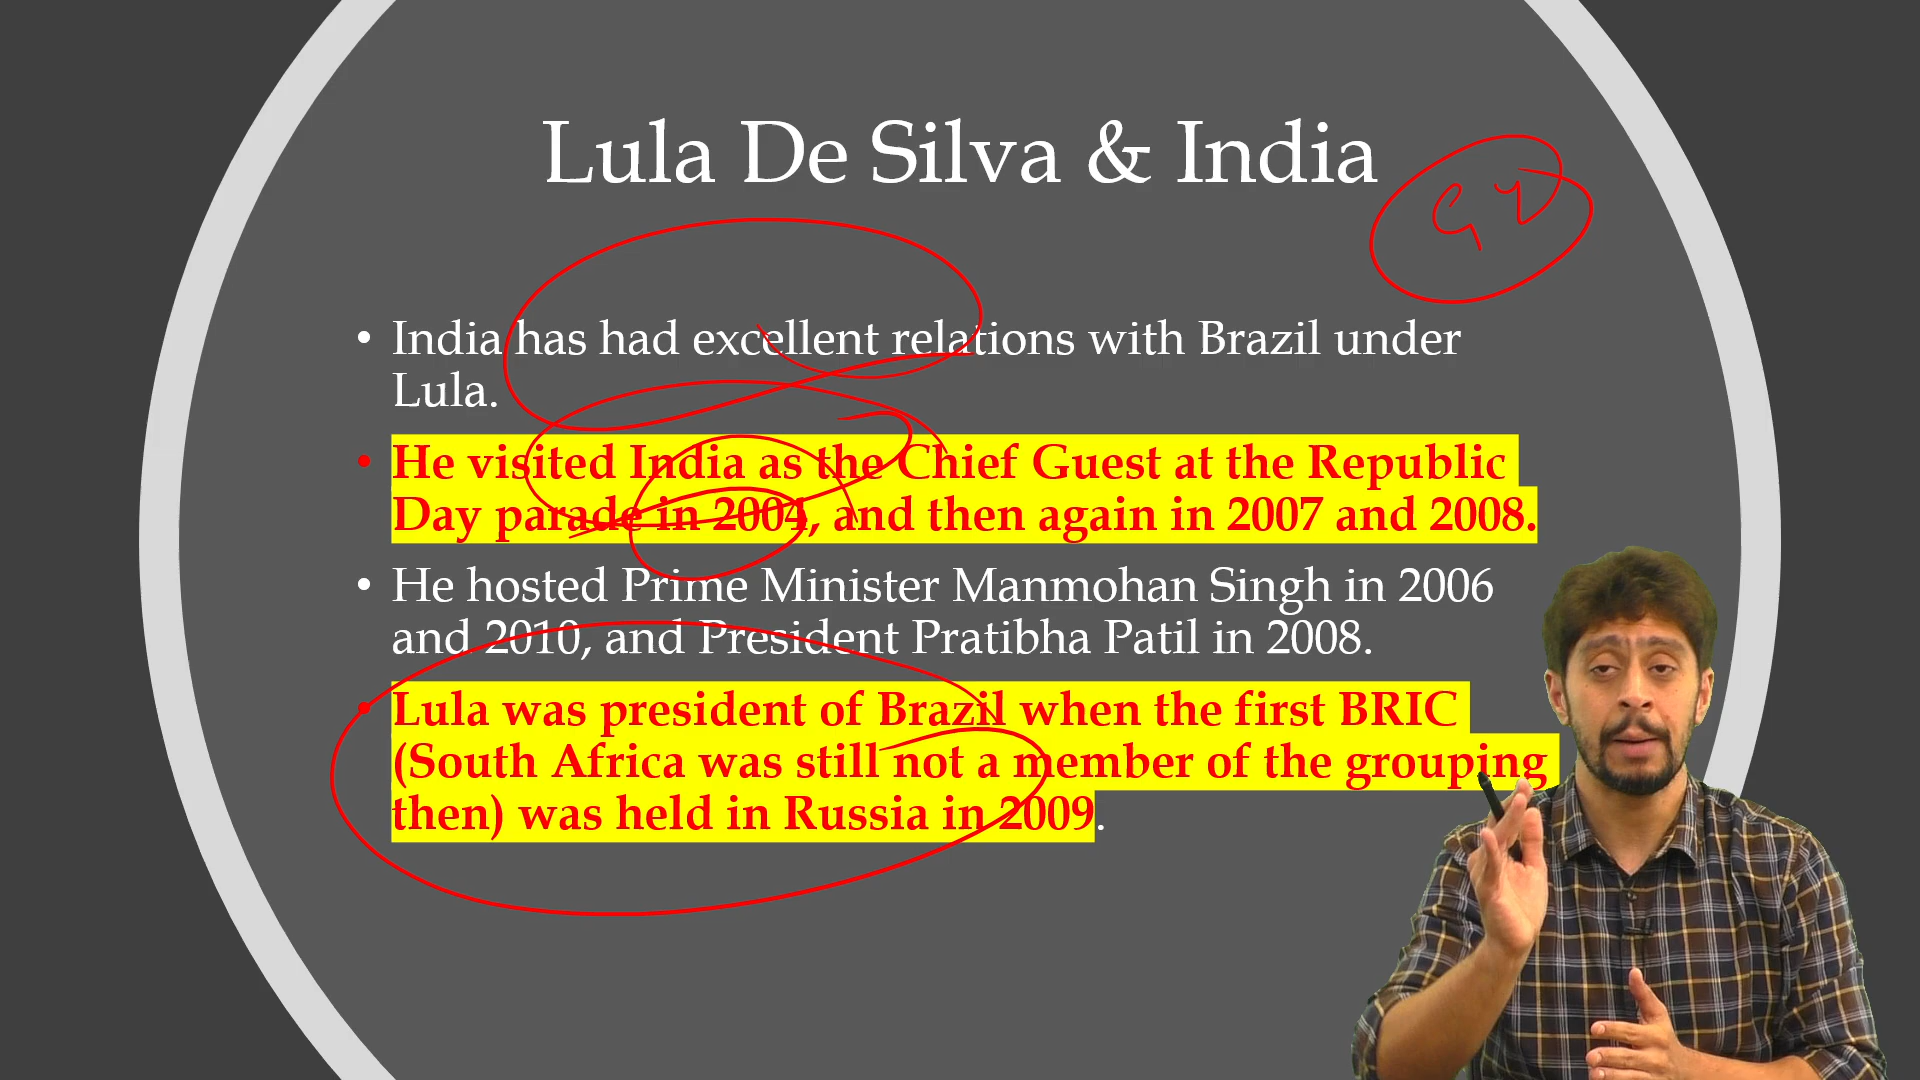 Lula De Silva & India
• India has had excellent relations with Brazil under
Lula.
• He visited India as the Chief Guest at the Republic
Day parade in 2004, and then again in 2007 and 2008.
• He hosted Prime Minister Manmohan Singh in 2006
and 2010, and President Pratibha Patil in 2008.
• Lula was president of Brazil when the first BRIC
(South Africa was still not a member of the grouping
then) was held in Russia in 2009.